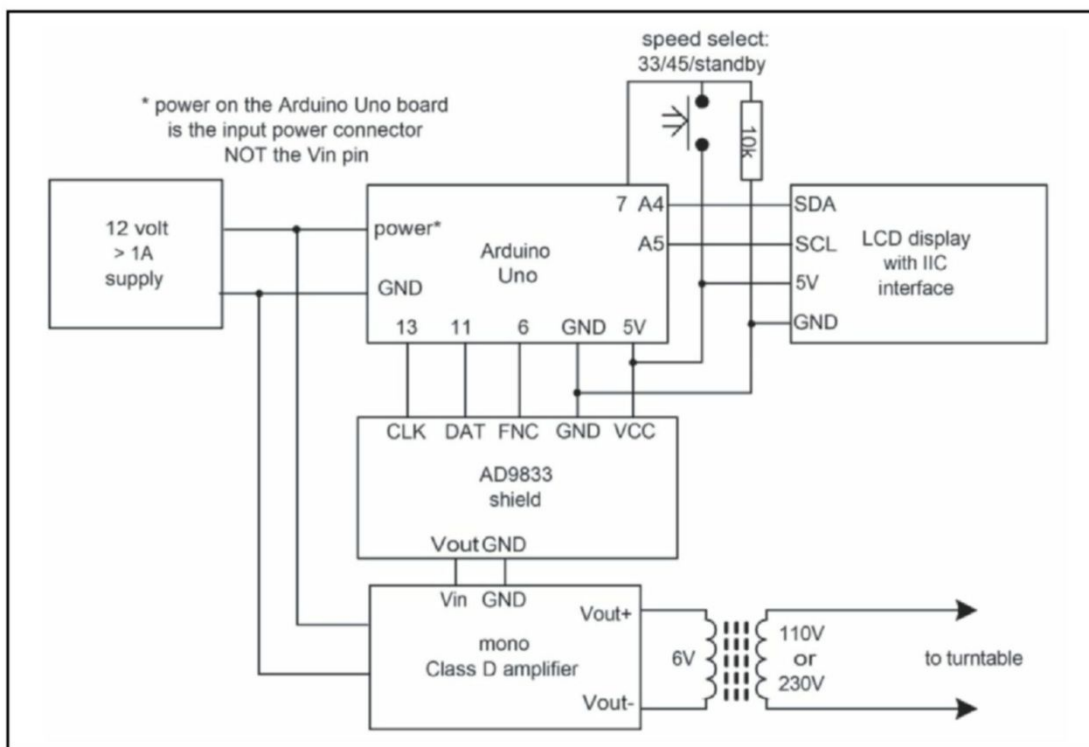 speed select:
33/45/standby
* power on the Arduino Uno board
is the input power connector
NOT the Vin pin
10k
12 volt
> 1A
supply
power*
GND
Arduino
Uno
7 A4
A5
13 11 6 GND 5V
SDA
SCL
5V
GND
LCD display
with IIC
interface
CLK DAT FNC GND VCC
AD9833
shield
Vout GND
Vin GND
mono
Class D amplifier
Vout+
Vout-
6V
110V
or
230V
to turntable